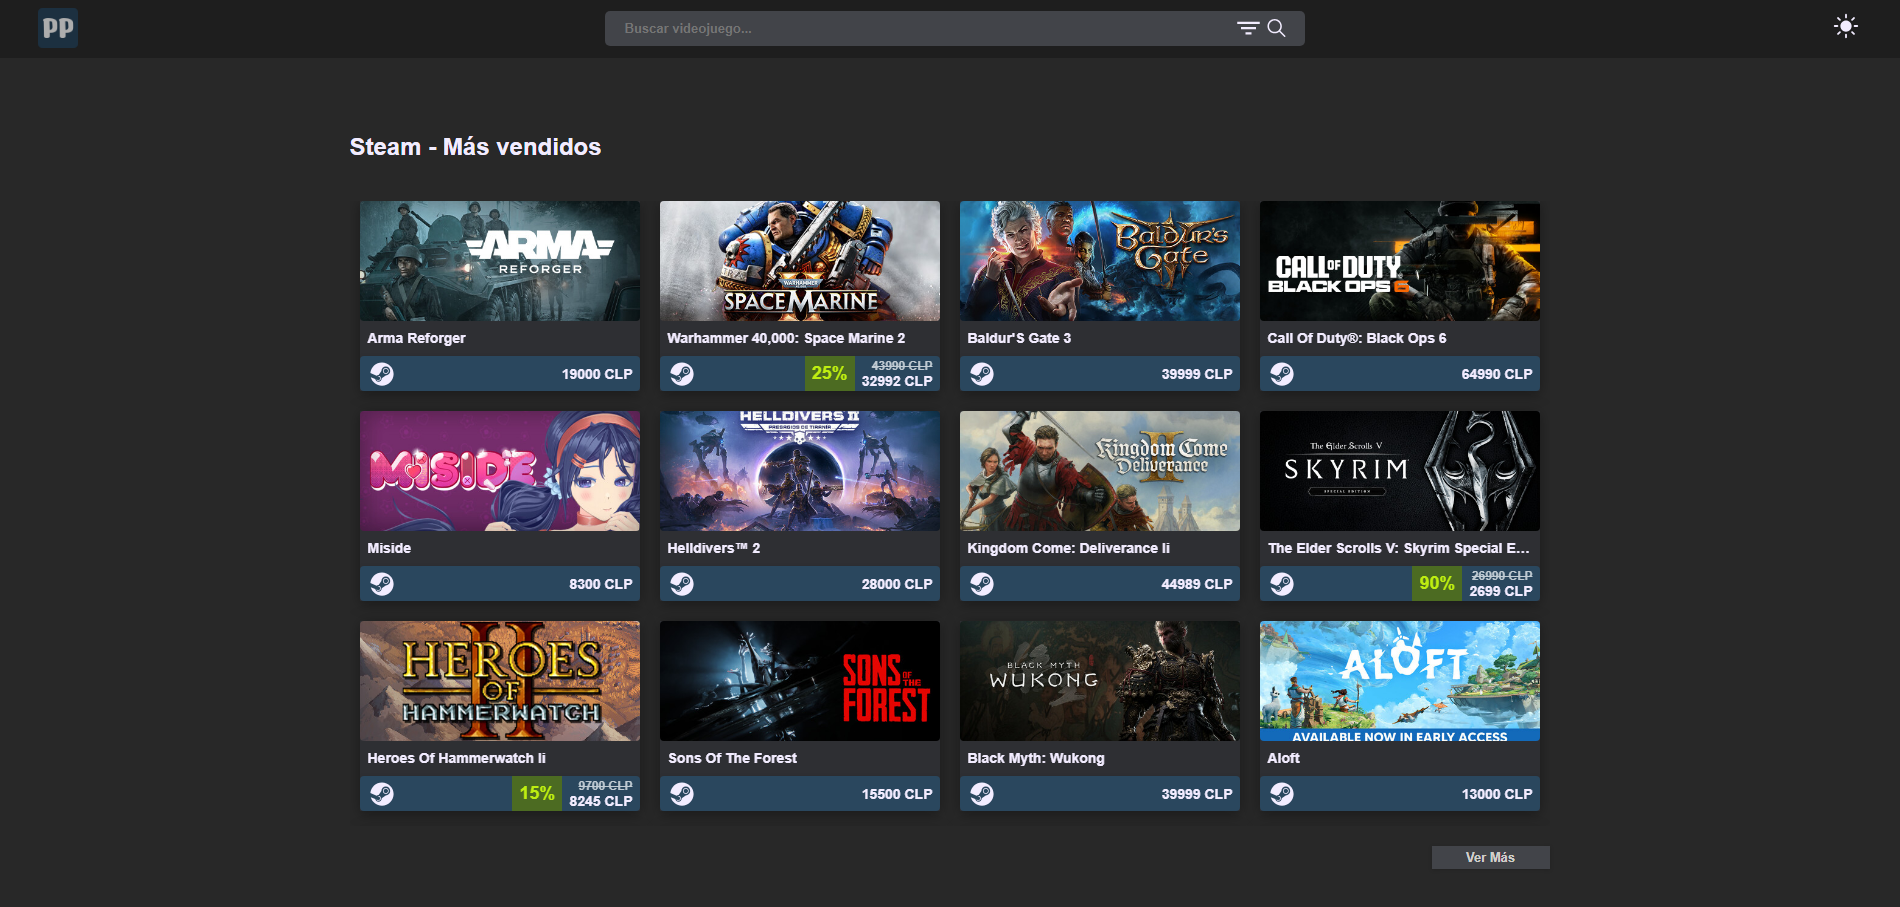 pp
Buscar videojuego...
Steam - Más vendidos
ARMA
REFORGER
WARHAMMER
SPACE MARINE
Baldur's
Gate
CALL OF DUTY
BLACK OPS 6
Arma Reforger
Warhammer 40,000: Space Marine 2
Baldur'S Gate 3
Call Of Duty®: Black Ops 6
19000 CLP
25%
43990 CLP
32992 CLP
39999 CLP
64990 CLP
MiSiDE
HELLDIVERS II
PRESAGIOS DE TIRANÍA
Kingdom Come
Deliverance
II
The Elder Scrolls V
SKYRIM
SPECIAL EDITION
Miside
Helldivers™ 2
Kingdom Come: Deliverance Ii
The Elder Scrolls V: Skyrim Special E...
8300 CLP
28000 CLP
44989 CLP
90%
26990 CLP
2699 CLP
HEROES
OF
HAMMERWATCH
II
SONS OF THE
FOREST
BLACK MYTH
WUKONG
ALOFT
AVAILABLE NOW IN EARLY ACCESS
Heroes Of Hammerwatch Ii
Sons Of The Forest
Black Myth: Wukong
Aloft
15%
9700 CLP
8245 CLP
15500 CLP
39999 CLP
13000 CLP
Ver Más